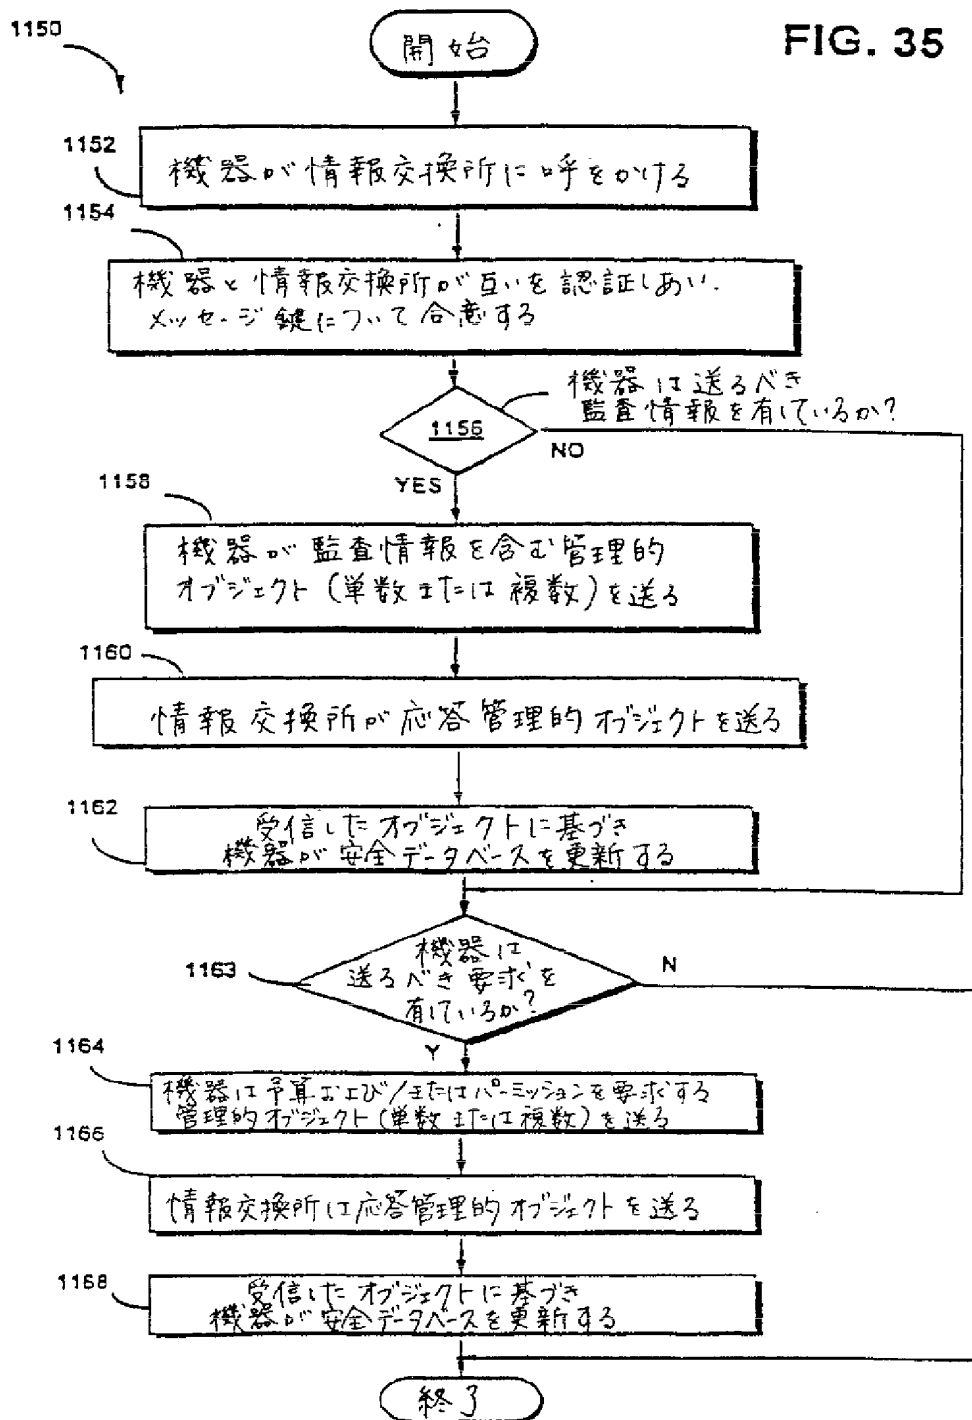 1150
開始
FIG. 35
1152
機器が情報交換所に呼をかける
1154
機器と情報交換所が互いを認証しあい、
メッセージ鍵について合意する
機器は送るべき
監査情報を有しているか?
1156
NO
YES
1158
機器が監査情報を含む管理的
オブジェクト(単数または複数)を送る
1160
情報交換所が応答管理的オブジェクトを送る
1162
受信したオブジェクトに基づき
機器が安全データベースを更新する
1163
機器は
送るべき要求を
有しているか?
N
Y
1164
機器は予算および/またはパーミッションを要求する
管理的オブジェクト(単数または複数)を送る
1166
情報交換所は応答管理的オブジェクトを送る
1168
受信したオブジェクトに基づき
機器が安全データベースを更新する
終了